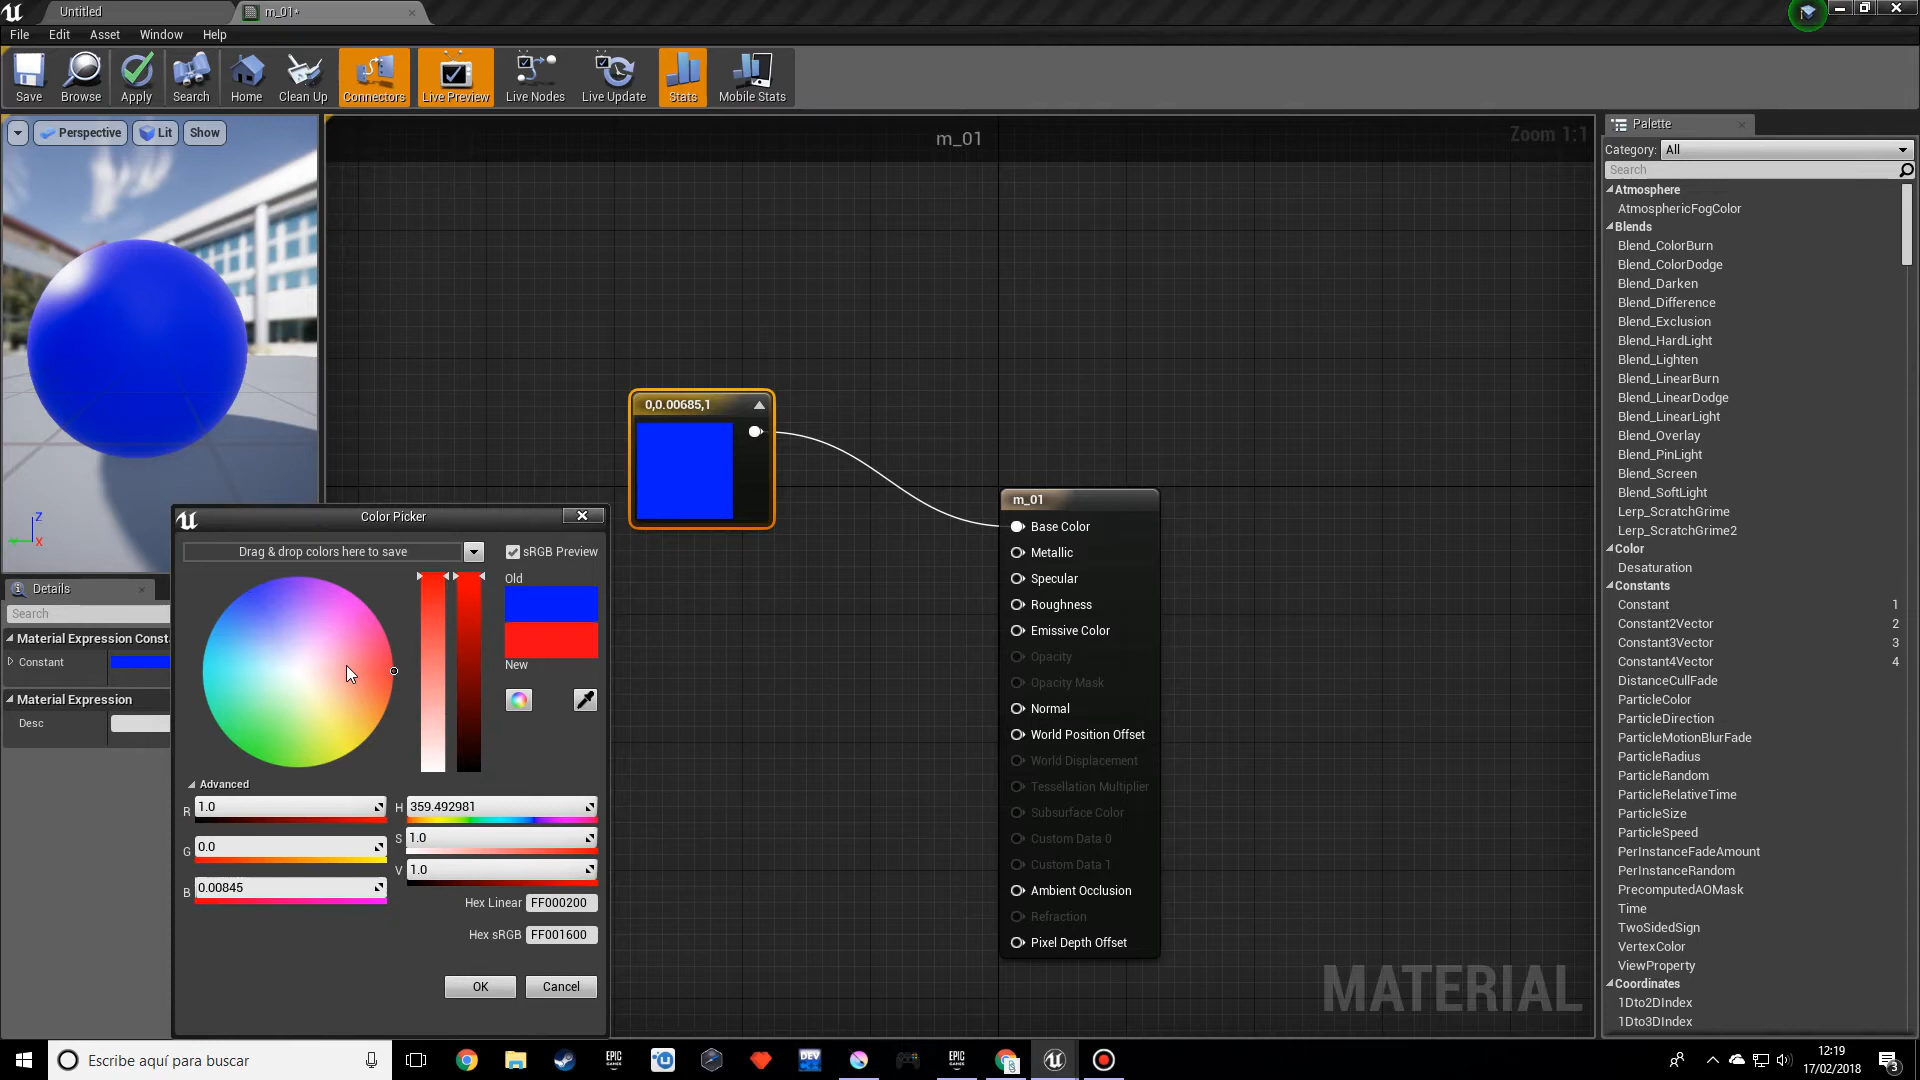 Untitled
m_01*
File Edit Asset Window Help
Save Browse Apply Search Home Clean Up Connectors Live Preview Live Nodes Live Update Stats Mobile Stats
Perspective Lit Show
m_01
Zoom 1:1
Palette
Category: All
Search
Atmosphere
AtmosphericFogColor
Blends
Blend_ColorBurn
Blend_ColorDodge
Blend_Darken
Blend_Difference
Blend_Exclusion
Blend_HardLight
Blend_Lighten
Blend_LinearBurn
Blend_LinearDodge
Blend_LinearLight
Blend_Overlay
Blend_PinLight
Blend_Screen
Blend_SoftLight
Lerp_ScratchGrime
Lerp_ScratchGrime2
Color
Desaturation
Constants
Constant 1
Constant2Vector 2
Constant3Vector 3
Constant4Vector 4
DistanceCullFade
ParticleColor
ParticleDirection
ParticleMotionBlurFade
ParticleRadius
ParticleRandom
ParticleRelativeTime
ParticleSize
ParticleSpeed
PerInstanceFadeAmount
PerInstanceRandom
PrecomputedAOMask
Time
TwoSidedSign
VertexColor
ViewProperty
Coordinates
1Dto2DIndex
1Dto3DIndex
0,0.00685,1
m_01
Base Color
Metallic
Specular
Roughness
Emissive Color
Opacity
Opacity Mask
Normal
World Position Offset
World Displacement
Tessellation Multiplier
Subsurface Color
Custom Data 0
Custom Data 1
Ambient Occlusion
Refraction
Pixel Depth Offset
MATERIAL
Z
X
Details
Search
Material Expression Const
Constant
Material Expression
Desc
Color Picker
Drag & drop colors here to save
sRGB Preview
Old
New
Advanced
R 1.0
G 0.0
B 0.00845
H 359.492981
S 1.0
V 1.0
Hex Linear FF000200
Hex sRGB FF001600
OK Cancel
Escribe aquí para buscar
EPIC GAMES
DEV
EPIC GAMES
12:19
17/02/2018
3